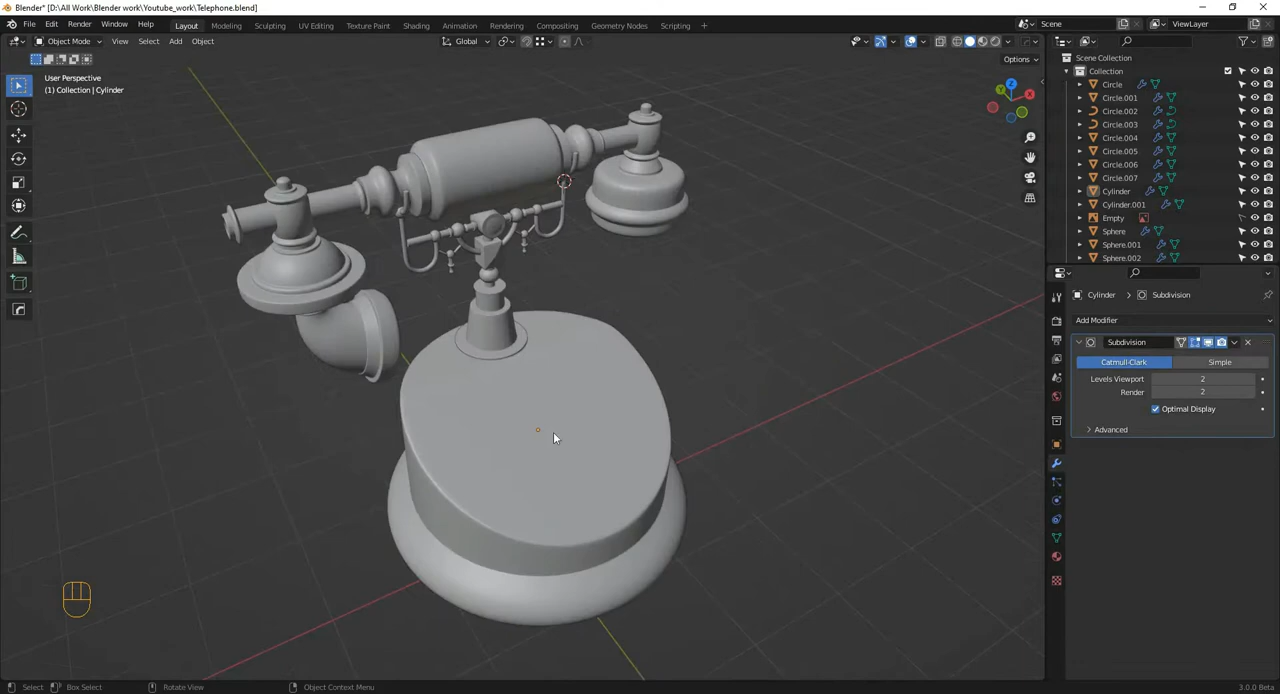 Blender* [D:\All Work\Blender work\Youtube_work\Telephone.blend]
File Edit Render Window Help Layout Modeling Sculpting UV Editing Texture Paint Shading Animation Rendering Compositing Geometry Nodes Scripting + Scene ViewLayer
Object Mode View Select Add Object Global
Options
User Perspective
(1) Collection | Cylinder
Z
Y
X
Scene Collection
Collection
Circle
Circle.001
Circle.002
Circle.003
Circle.004
Circle.005
Circle.006
Circle.007
Cylinder
Cylinder.001
Empty
Sphere
Sphere.001
Sphere.002
Cylinder > Subdivision
Add Modifier
Subdivision
Catmull-Clark Simple
Levels Viewport 2
Render 2
Optimal Display
Advanced
Select Box Select Rotate View Object Context Menu 3.0.0 Beta